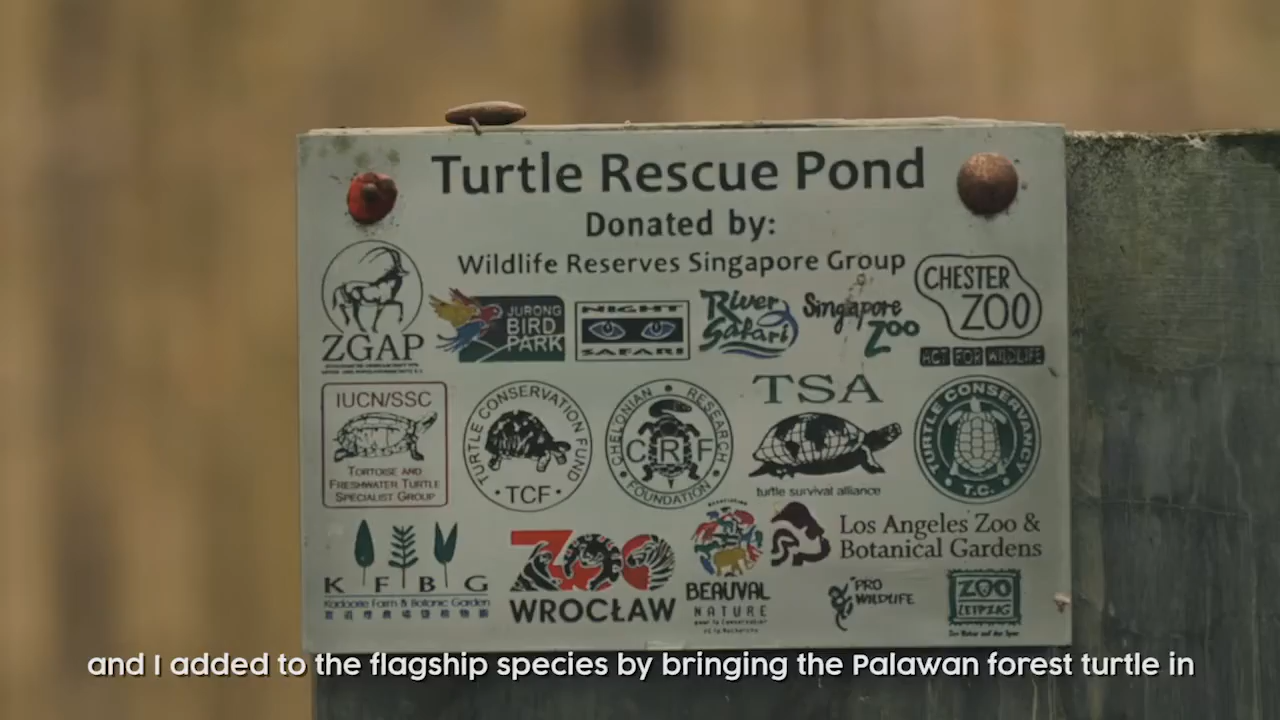 Turtle Rescue Pond
Donated by:
Wildlife Reserves Singapore Group
ZGAP
JURONG
BIRD
PARK
NIGHT
SAFARI
River
Safari
Singapore
Zoo
CHESTER
ZOO
ACT FOR WILDLIFE
IUCN/SSC
TORTOISE AND
FRESHWATER TURTLE
SPECIALIST GROUP
TURTLE CONSERVATION FUND
· TCF ·
CHELONIAN RESEARCH
CRF
FOUNDATION
TSA
turtle survival alliance
TURTLE CONSERVANCY
· T.C. ·
K F B G
Kadoorie Farm & Botanic Garden
ZOO
WROCŁAW
BEAUVAL
NATURE
Los Angeles Zoo &
Botanical Gardens
PRO
WILDLIFE
ZOO
LEIPZIG
and I added to the flagship species by bringing the Palawan forest turtle in